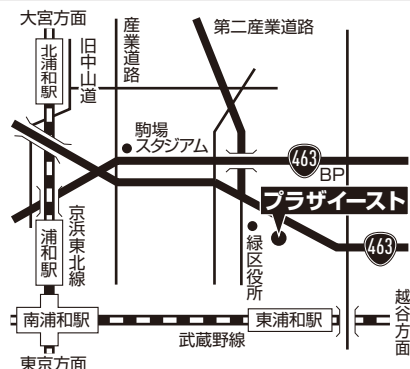 大宮方面
北浦和駅
旧中山道
産業道路
第二産業道路
駒場
スタジアム
463
BP
プラザイースト
463
京浜東北線
浦和駅
緑区役所
越谷方面
南浦和駅
東浦和駅
武蔵野線
東京方面